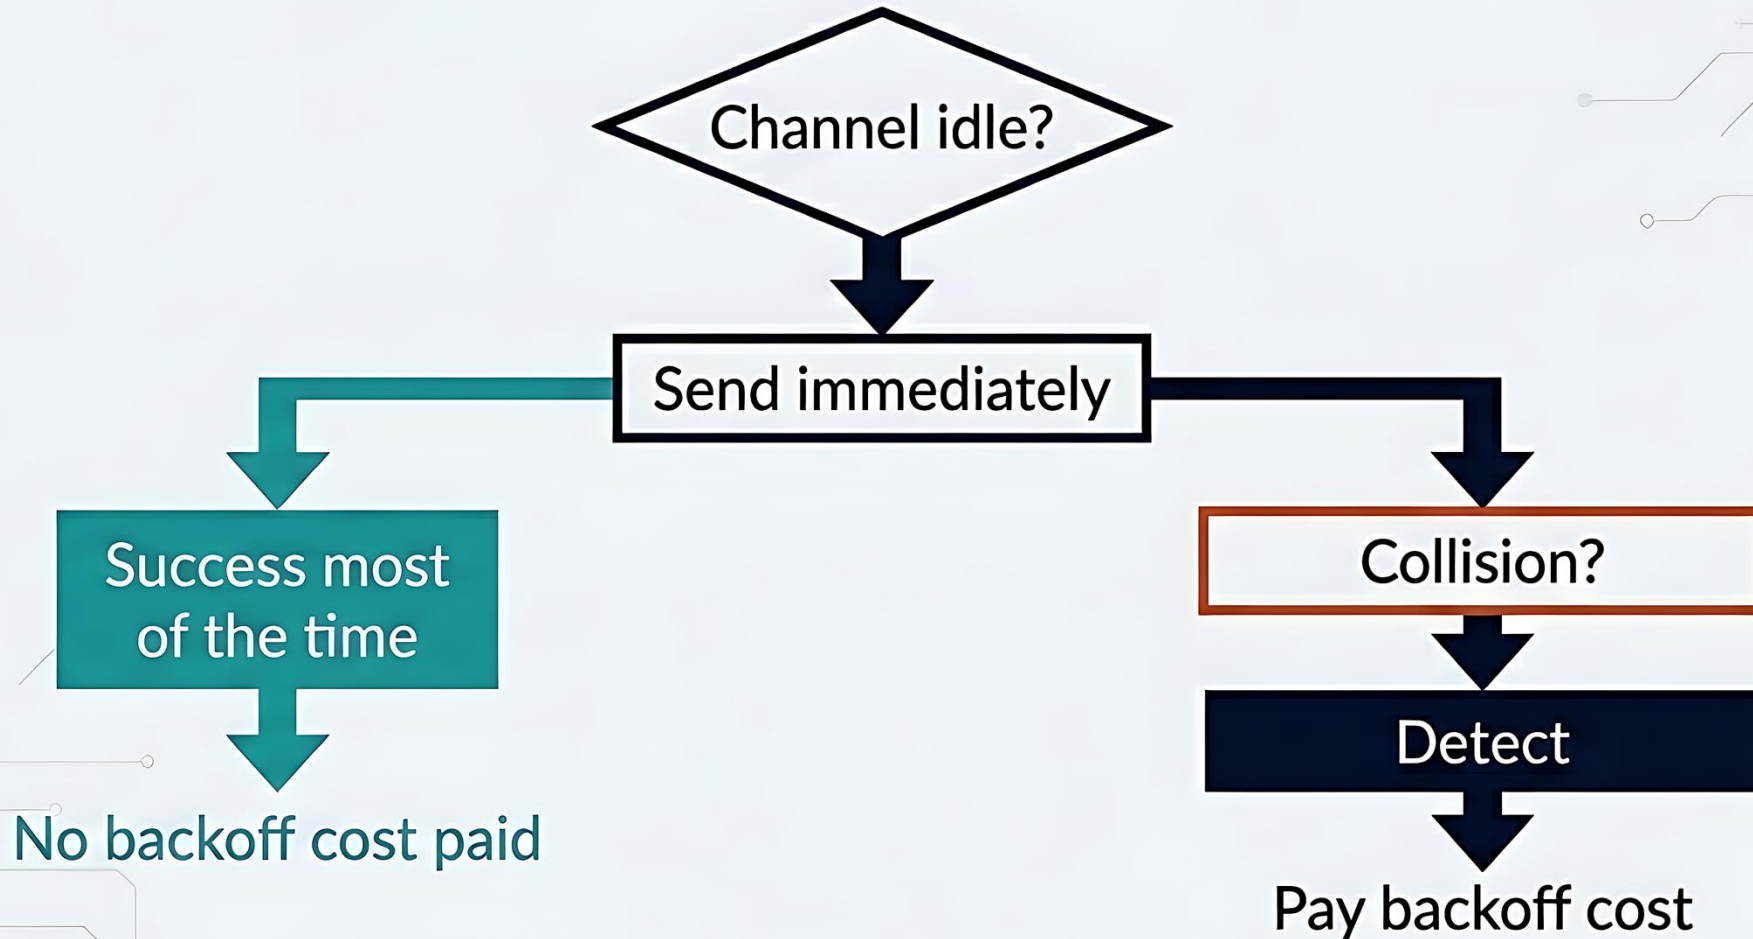 Channel idle?
Send immediately
Success most
of the time
No backoff cost paid
Collision?
Detect
Pay backoff cost